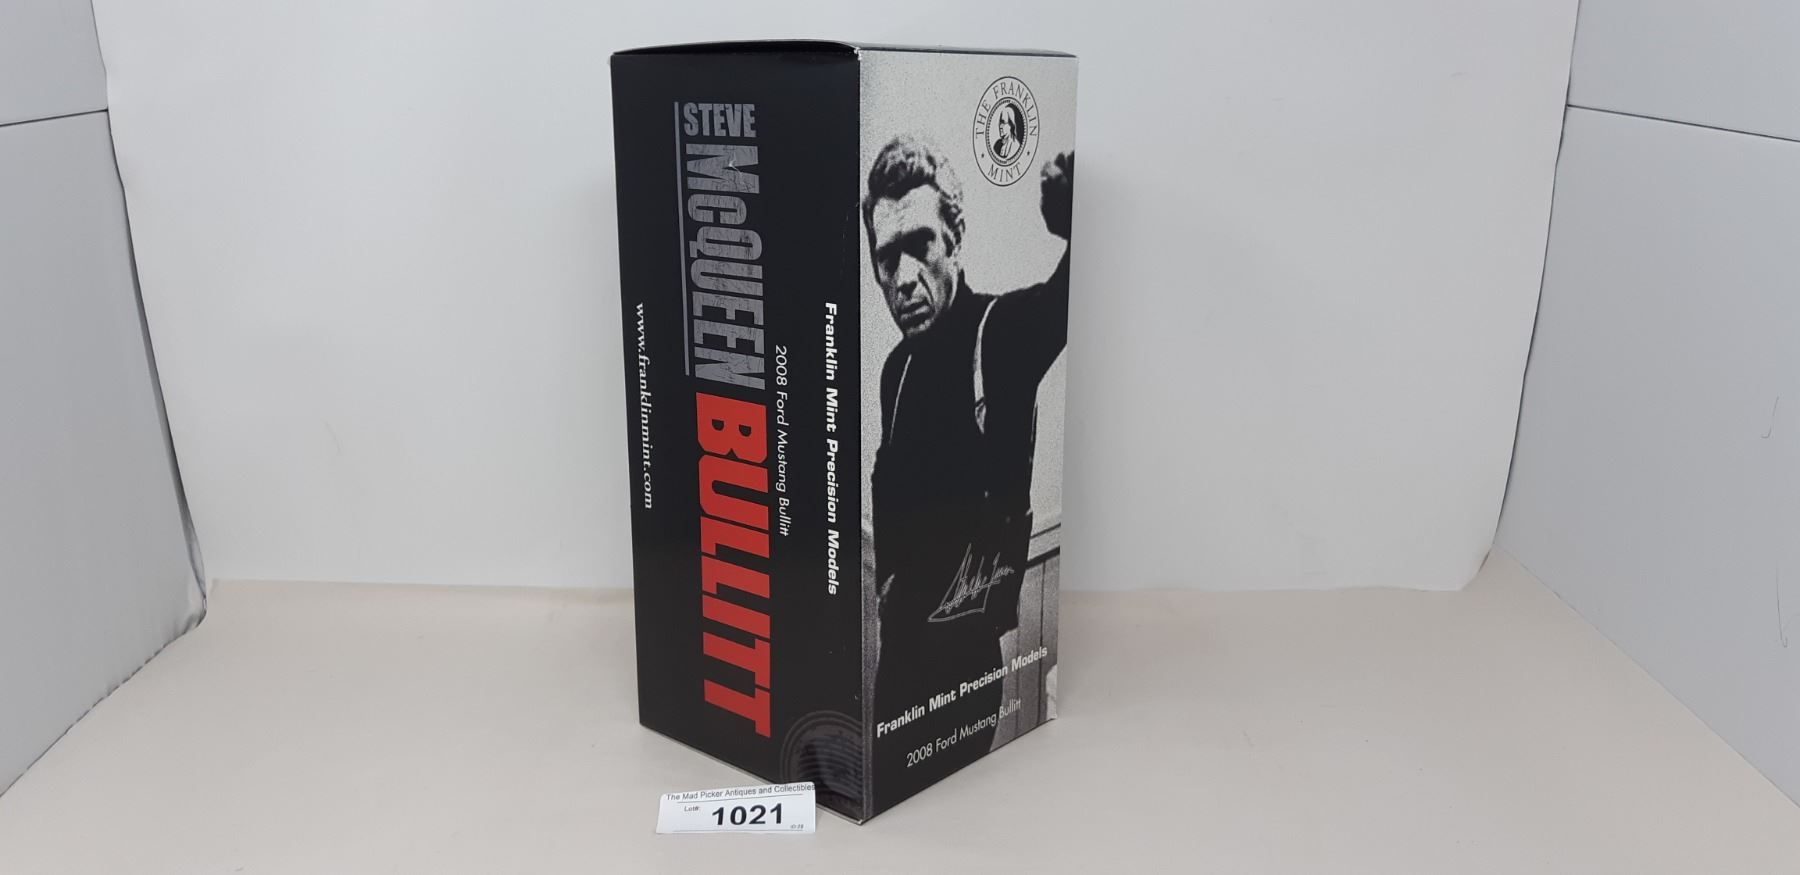 STEVE
McQUEEN BULLITT
2008 Ford Mustang Bullitt
Franklin Mint Precision Models
www.franklinmint.com
THE FRANKLIN MINT
Franklin Mint Precision Models
2008 Ford Mustang Bullitt
The Mad Picker Antiques and Collectibles
Lot#: 1021